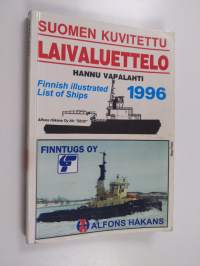 SUOMEN KUVITETTU
LAIVALUETTELO
HANNU VAPALAHTI
Finnish illustrated
List of Ships
1996
Alfons Håkans Oy Ab
FINNTUGS OY
ALFONS HÅKANS